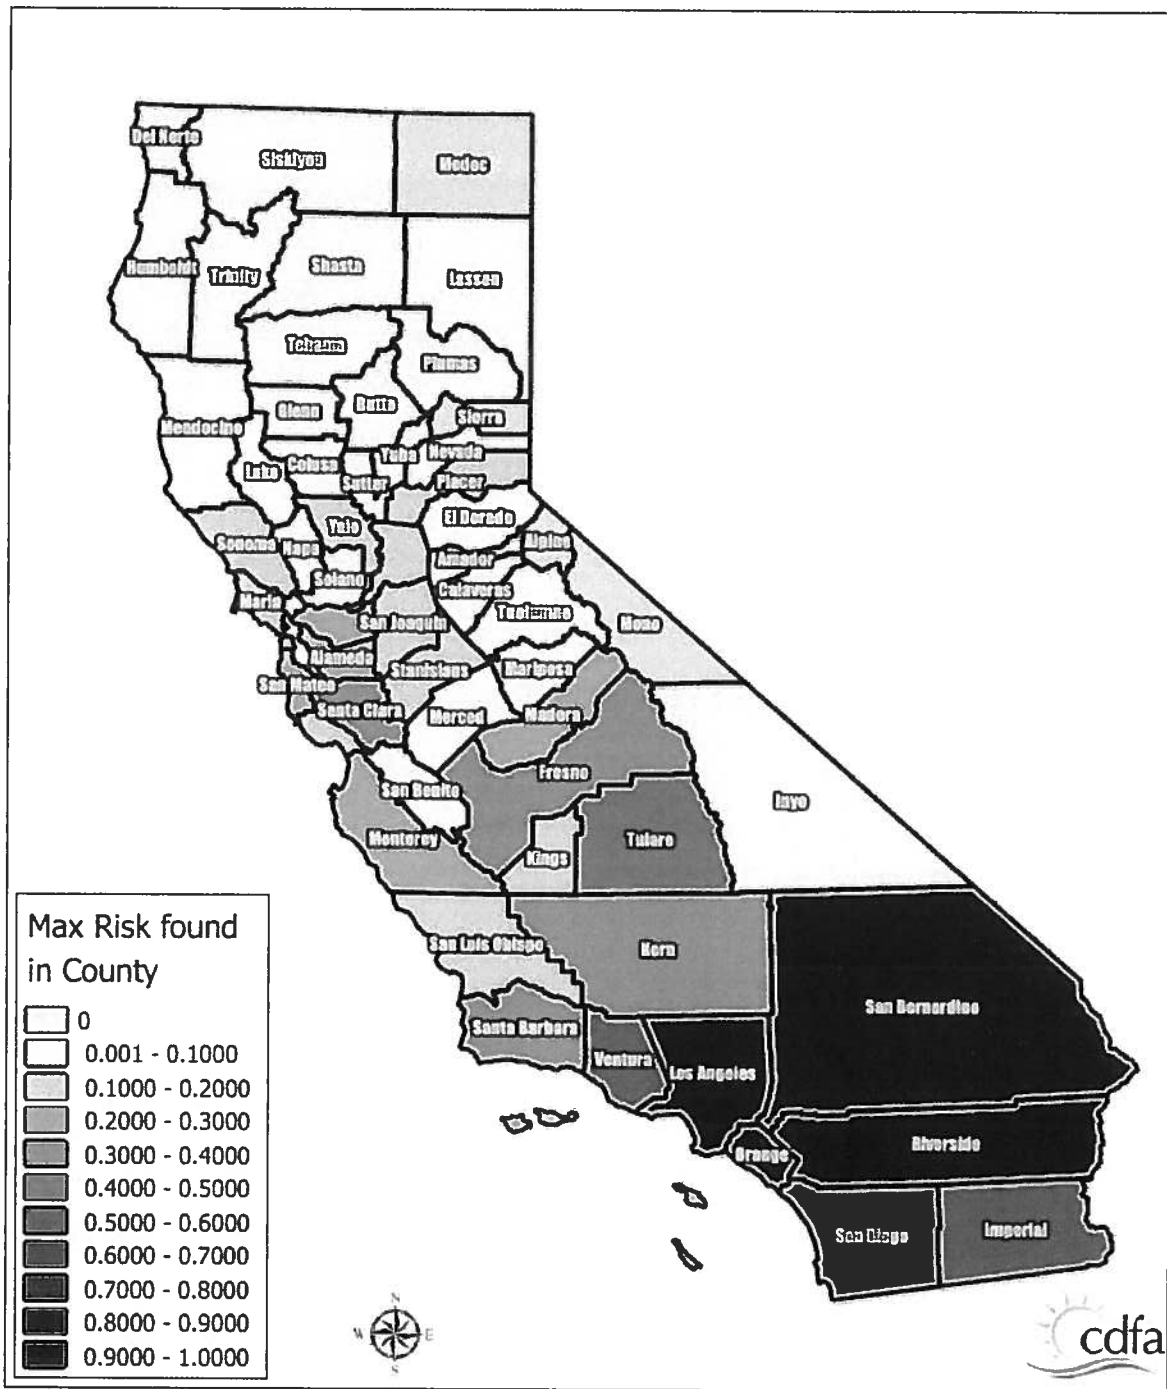 Del Norte
Siskiyou
Modoc
Humboldt
Trinity
Shasta
Lassen
Tehama
Plumas
Glenn
Butte
Sierra
Mendocino
Lake
Colusa
Yuba
Nevada
Sutter
Placer
Sonoma
Napa
Yolo
El Dorado
Alpine
Solano
Amador
Calaveras
Marin
San Joaquin
Tuolumne
Mono
Alameda
Stanislaus
Mariposa
San Mateo
Santa Clara
Merced
Madera
Fresno
San Benito
Inyo
Monterey
Kings
Tulare
San Luis Obispo
Kern
San Bernardino
Santa Barbara
Ventura
Los Angeles
Orange
Riverside
San Diego
Imperial
Max Risk found
in County
0
0.001 - 0.1000
0.1000 - 0.2000
0.2000 - 0.3000
0.3000 - 0.4000
0.4000 - 0.5000
0.5000 - 0.6000
0.6000 - 0.7000
0.7000 - 0.8000
0.8000 - 0.9000
0.9000 - 1.0000
N
W E
S
cdfa